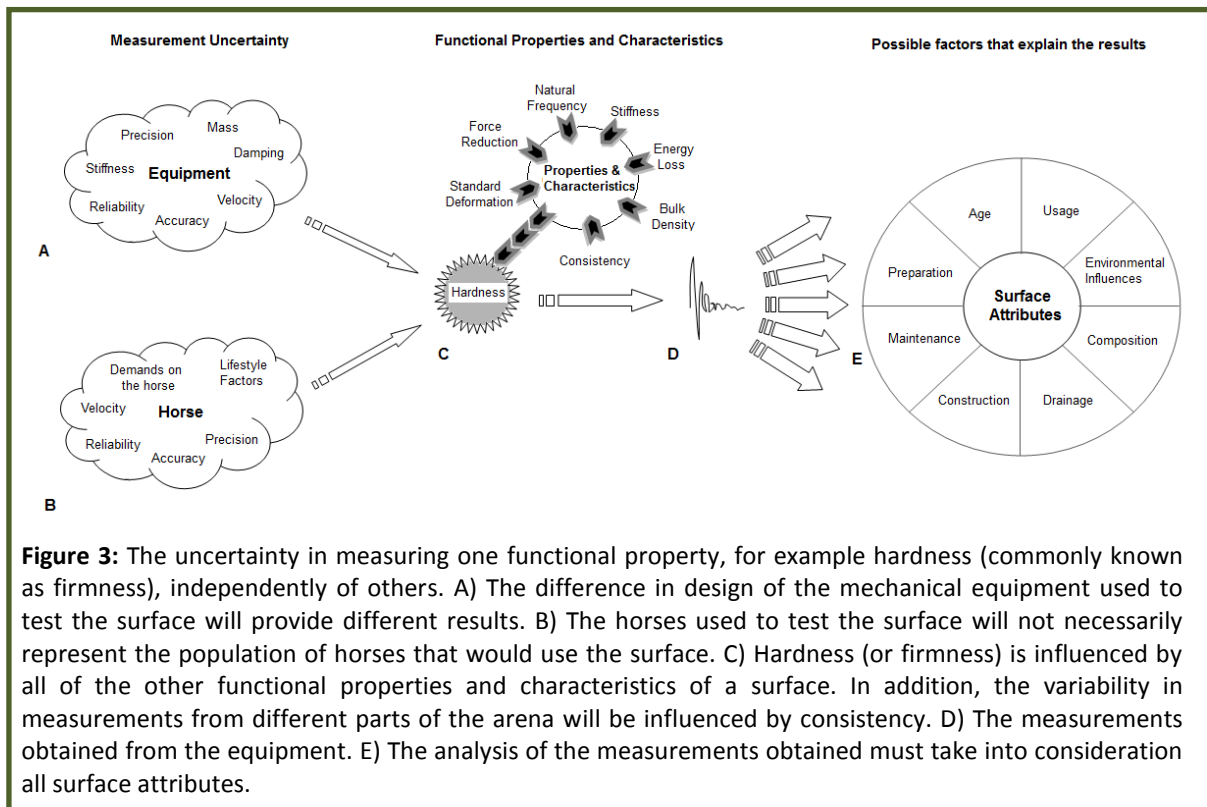 Measurement Uncertainty
Functional Properties and Characteristics
Possible factors that explain the results
Precision
Mass
Damping
Stiffness
Equipment
Reliability
Velocity
Accuracy
A
Demands on
the horse
Lifestyle
Factors
Velocity
Horse
Reliability
Precision
Accuracy
B
Natural
Frequency
Stiffness
Force
Reduction
Energy
Loss
Properties &
Characteristics
Standard
Deformation
Bulk
Density
Consistency
Hardness
C
D
E
Age
Usage
Preparation
Environmental
Influences
Surface
Attributes
Maintenance
Composition
Construction
Drainage
Figure 3: The uncertainty in measuring one functional property, for example hardness (commonly known
as firmness), independently of others. A) The difference in design of the mechanical equipment used to
test the surface will provide different results. B) The horses used to test the surface will not necessarily
represent the population of horses that would use the surface. C) Hardness (or firmness) is influenced by
all of the other functional properties and characteristics of a surface. In addition, the variability in
measurements from different parts of the arena will be influenced by consistency. D) The measurements
obtained from the equipment. E) The analysis of the measurements obtained must take into consideration
all surface attributes.